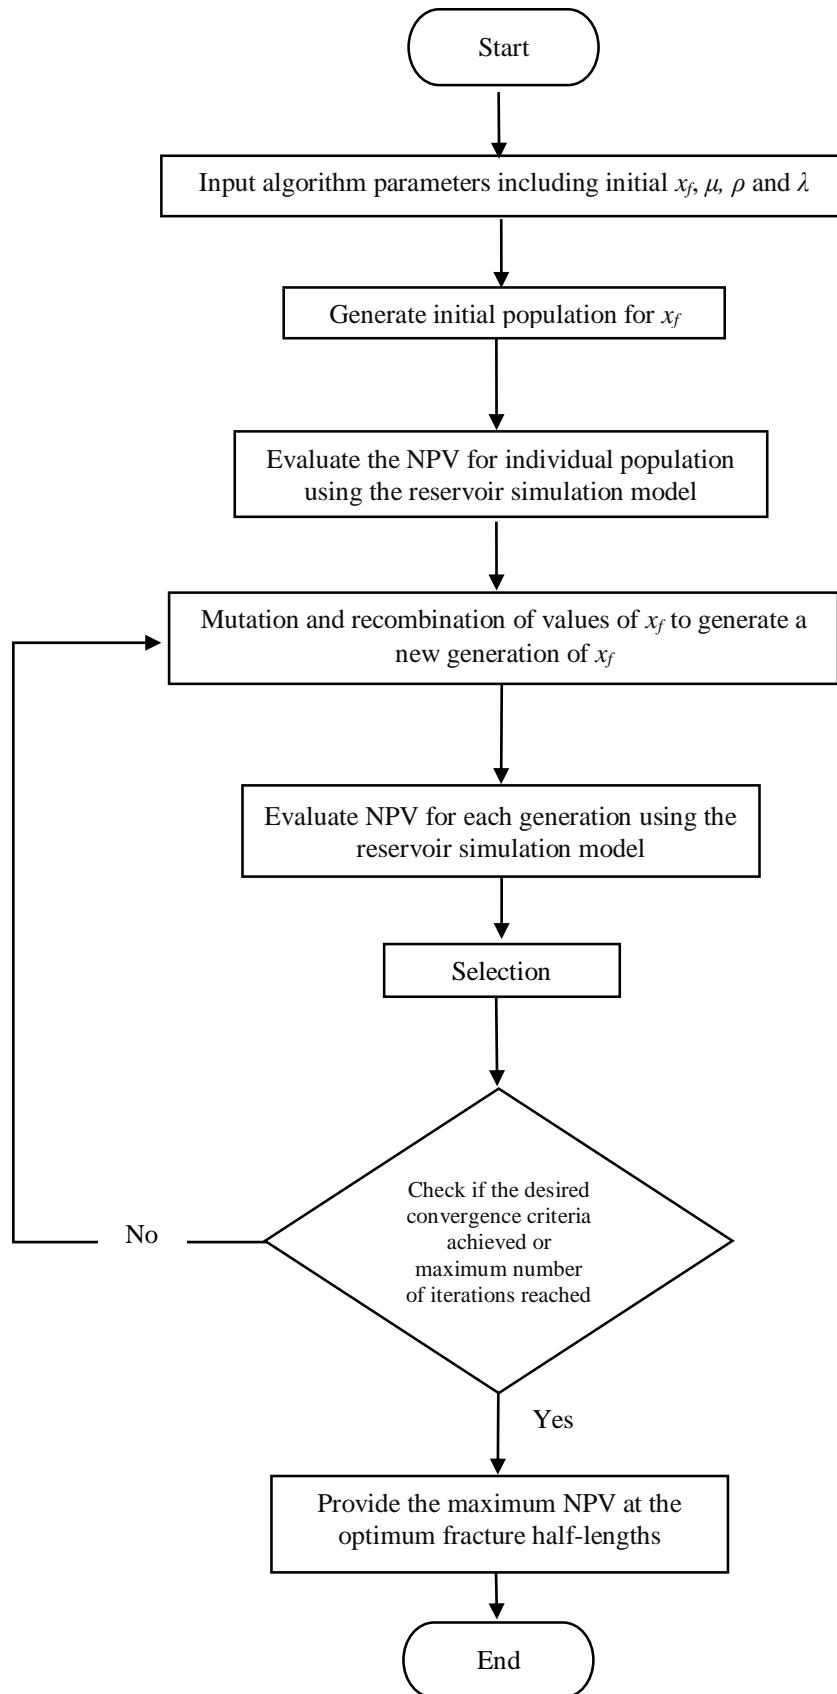 Start
Input algorithm parameters including initial xf, μ, ρ and λ
Generate initial population for xf
Evaluate the NPV for individual population
using the reservoir simulation model
Mutation and recombination of values of xf to generate a
new generation of xf
Evaluate NPV for each generation using the
reservoir simulation model
Selection
Check if the desired
convergence criteria
achieved or
maximum number
of iterations reached
No
Yes
Provide the maximum NPV at the
optimum fracture half-lengths
End